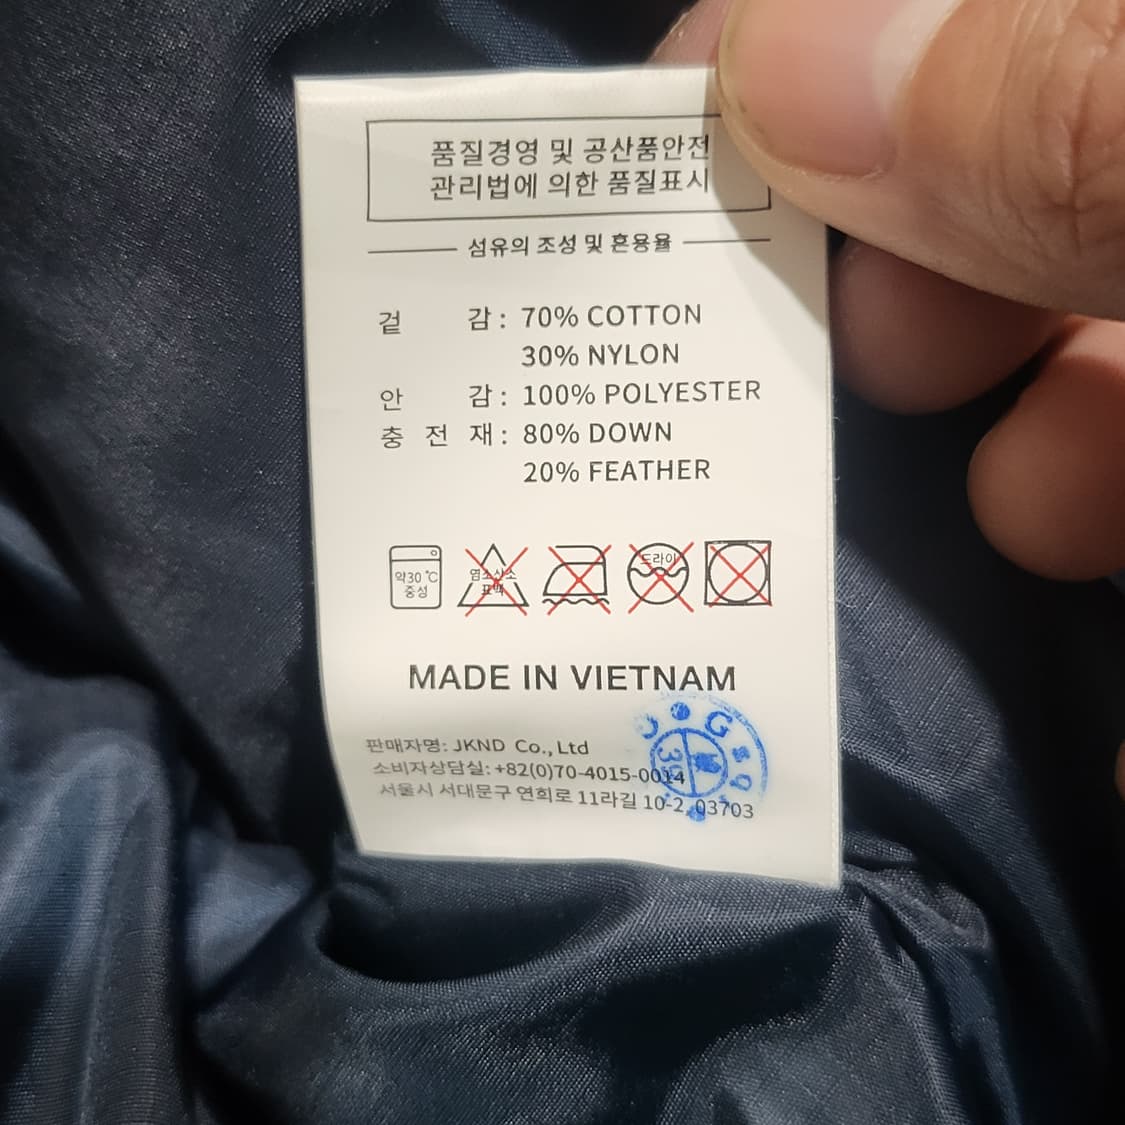 품질경영 및 공산품안전
관리법에 의한 품질표시
섬유의 조성 및 혼용율
겉 감 : 70% COTTON
30% NYLON
안 감 : 100% POLYESTER
충 전 재 : 80% DOWN
20% FEATHER
약30 ℃
중성
염소산소
표백
드라이
MADE IN VIETNAM
판매자명: JKND Co., Ltd
소비자상담실: +82(0)70-4015-0014
서울시 서대문구 연희로 11라길 10-2, 03703